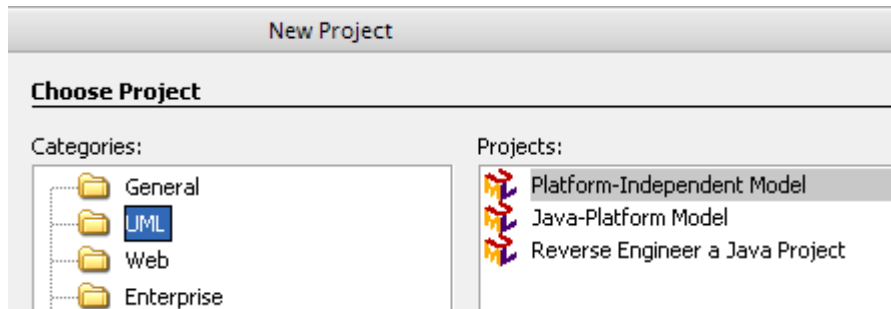 New Project
Choose Project
Categories:
General
UML
Web
Enterprise
Projects:
Platform-Independent Model
Java-Platform Model
Reverse Engineer a Java Project